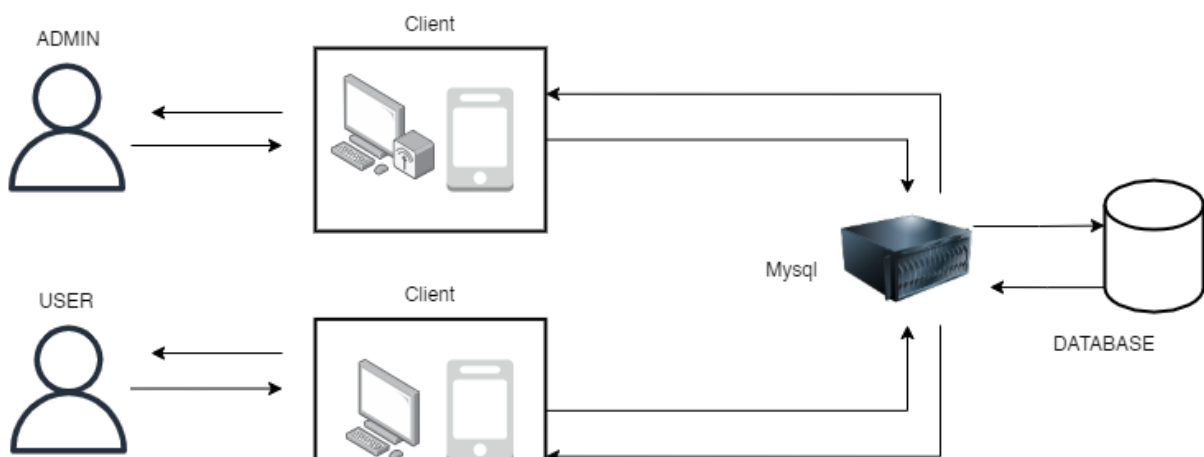 Client
ADMIN
Mysql
USER
Client
DATABASE